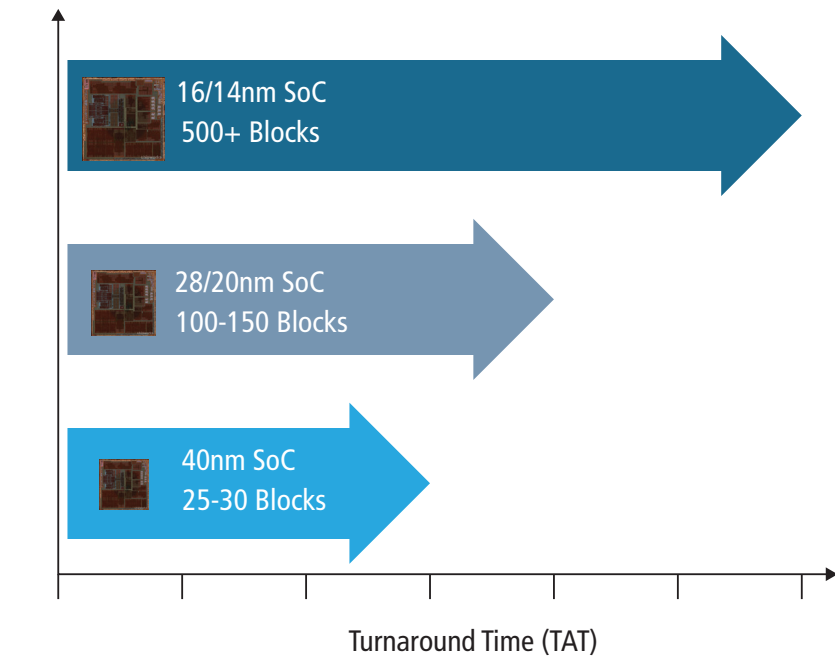 16/14nm SoC
500+ Blocks
28/20nm SoC
100-150 Blocks
40nm SoC
25-30 Blocks
Turnaround Time (TAT)